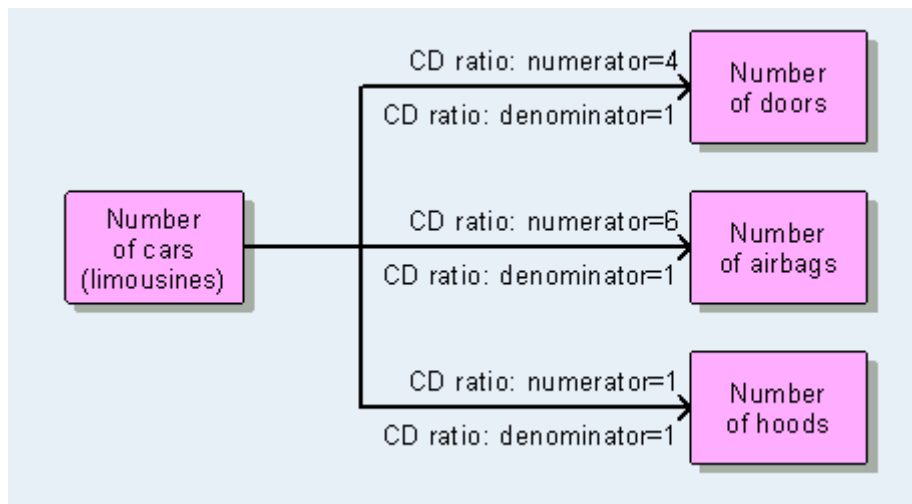 CD ratio: numerator=4
CD ratio: denominator=1
Number
of doors
Number
of cars
(limousines)
CD ratio: numerator=6
CD ratio: denominator=1
Number
of airbags
CD ratio: numerator=1
CD ratio: denominator=1
Number
of hoods